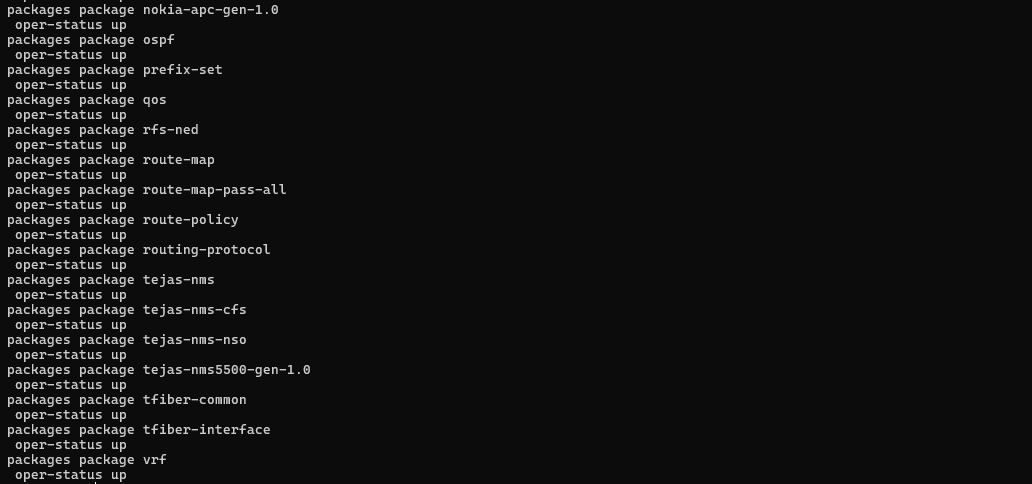 packages package nokia-apc-gen-1.0
 oper-status up
packages package ospf
 oper-status up
packages package prefix-set
 oper-status up
packages package qos
 oper-status up
packages package rfs-ned
 oper-status up
packages package route-map
 oper-status up
packages package route-map-pass-all
 oper-status up
packages package route-policy
 oper-status up
packages package routing-protocol
 oper-status up
packages package tejas-nms
 oper-status up
packages package tejas-nms-cfs
 oper-status up
packages package tejas-nms-nso
 oper-status up
packages package tejas-nms5500-gen-1.0
 oper-status up
packages package tfiber-common
 oper-status up
packages package tfiber-interface
 oper-status up
packages package vrf
 oper-status up